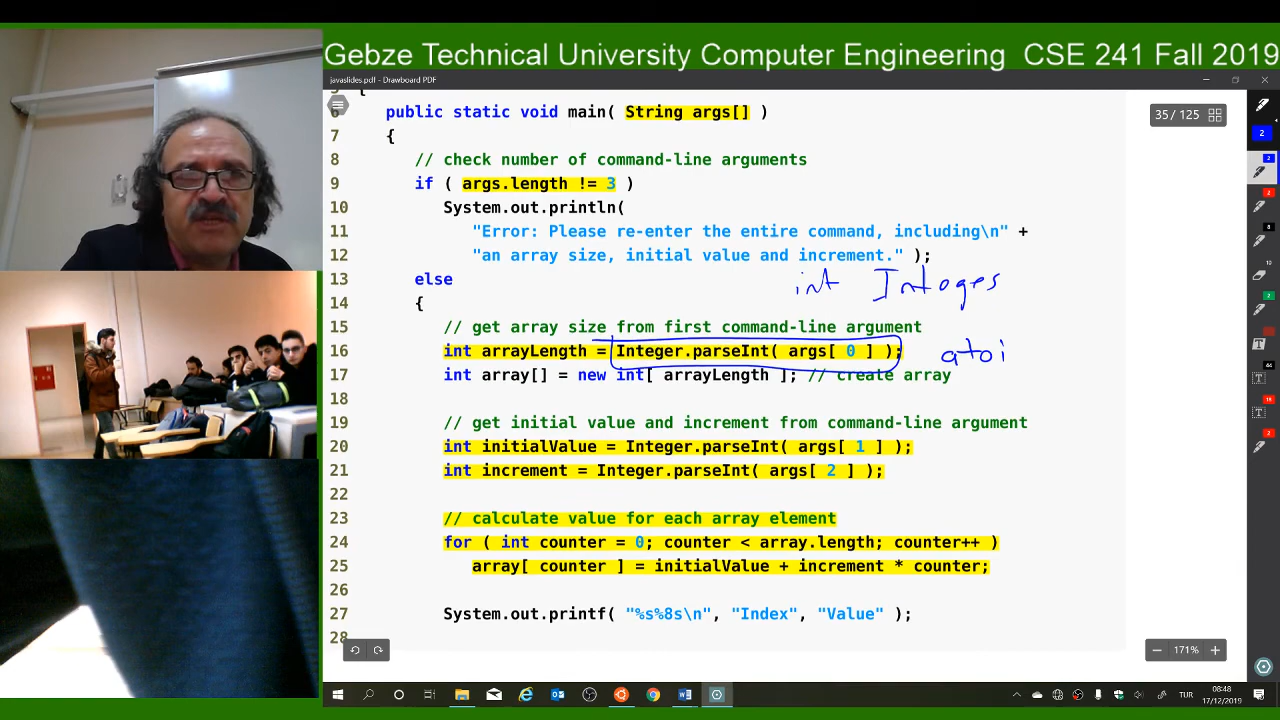 Gebze Technical University Computer Engineering  CSE 241 Fall 2019
javaslides.pdf - Drawboard PDF
35 / 125
5 {
6 public static void main( String args[] )
7 {
8 // check number of command-line arguments
9 if ( args.length != 3 )
10 System.out.println(
11 "Error: Please re-enter the entire command, including\n" +
12 "an array size, initial value and increment." );
13 else
int Integes
14 {
15 // get array size from first command-line argument
16 int arrayLength = Integer.parseInt( args[ 0 ] ); atoi
17 int array[] = new int[ arrayLength ]; // create array
18
19 // get initial value and increment from command-line argument
20 int initialValue = Integer.parseInt( args[ 1 ] );
21 int increment = Integer.parseInt( args[ 2 ] );
22
23 // calculate value for each array element
24 for ( int counter = 0; counter < array.length; counter++ )
25 array[ counter ] = initialValue + increment * counter;
26
27 System.out.printf( "%s%8s\n", "Index", "Value" );
28
171%
TUR
08:48
17/12/2019